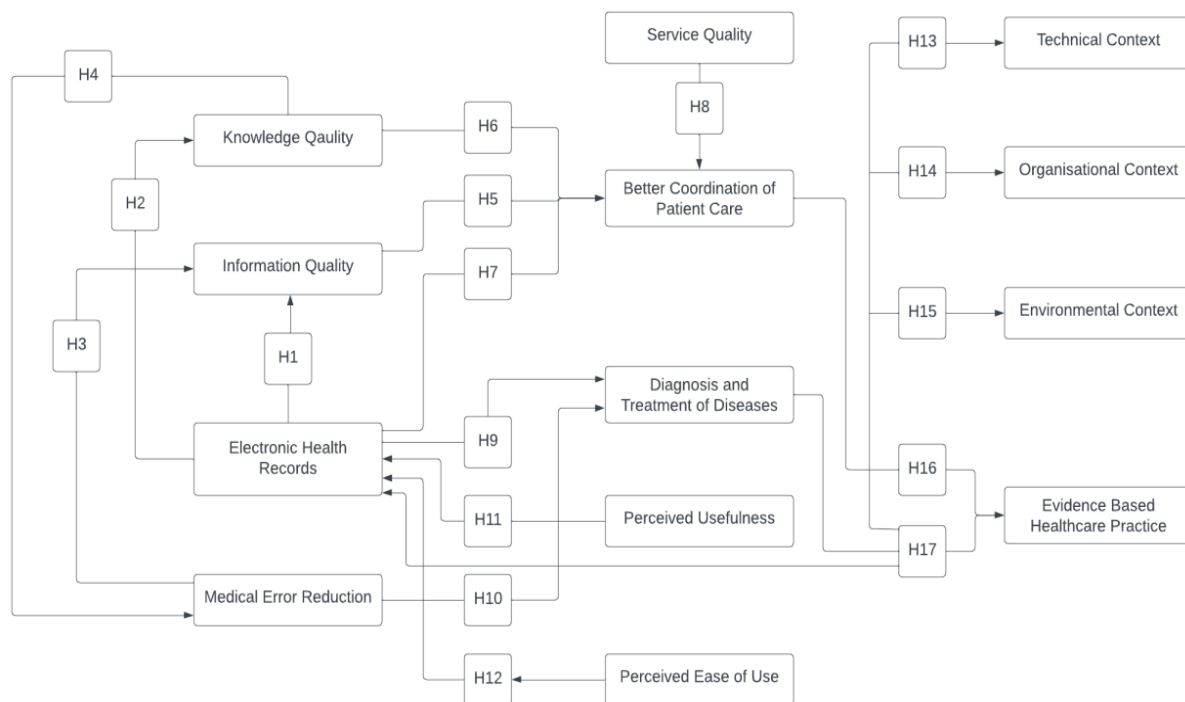 Service Quality
H13
Technical Context
H4
H8
Knowledge Qaulity
H6
H14
Organisational Context
H2
H5
Better Coordination of
Patient Care
Information Quality
H7
H15
Environmental Context
H3
H1
Diagnosis and
Treatment of Diseases
Electronic Health
Records
H9
H16
H11
Perceived Usefulness
Evidence Based
Healthcare Practice
H17
Medical Error Reduction
H10
H12
Perceived Ease of Use